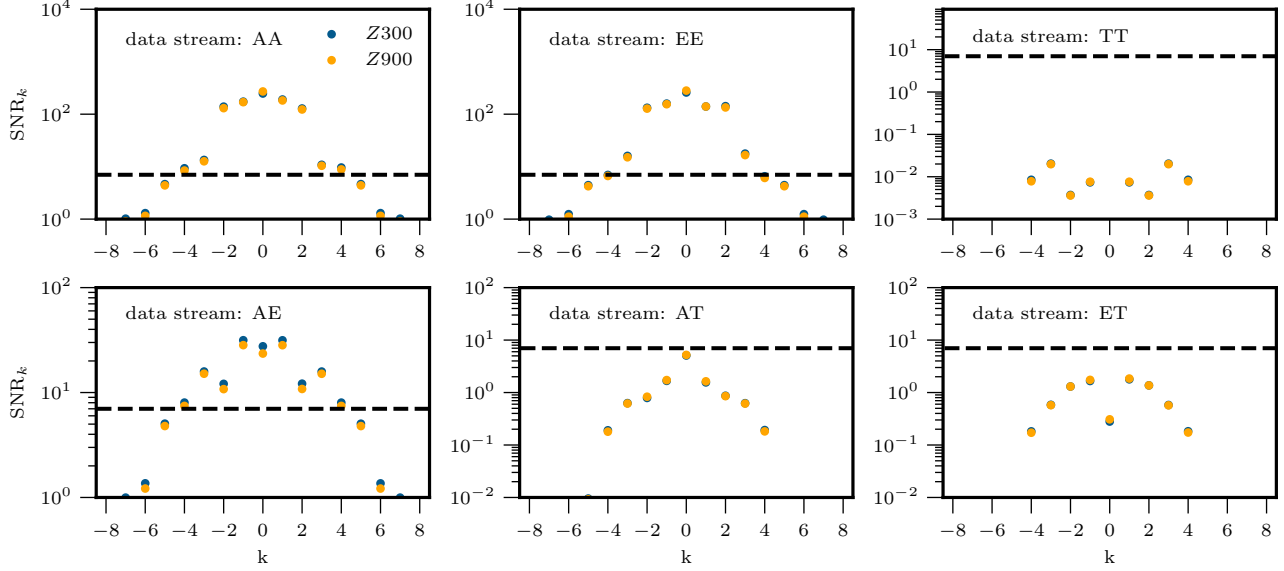 data stream: AA
Z300
Z900
SNR_k
10^4
10^2
10^0
−8 −6 −4 −2 0 2 4 6 8
data stream: EE
10^4
10^2
10^0
−8 −6 −4 −2 0 2 4 6 8
data stream: TT
10^1
10^0
10^−1
10^−2
10^−3
−8 −6 −4 −2 0 2 4 6 8
data stream: AE
SNR_k
10^2
10^1
10^0
−8 −6 −4 −2 0 2 4 6 8
k
data stream: AT
10^2
10^1
10^0
10^−1
10^−2
−8 −6 −4 −2 0 2 4 6 8
k
data stream: ET
10^2
10^1
10^0
10^−1
10^−2
−8 −6 −4 −2 0 2 4 6 8
k